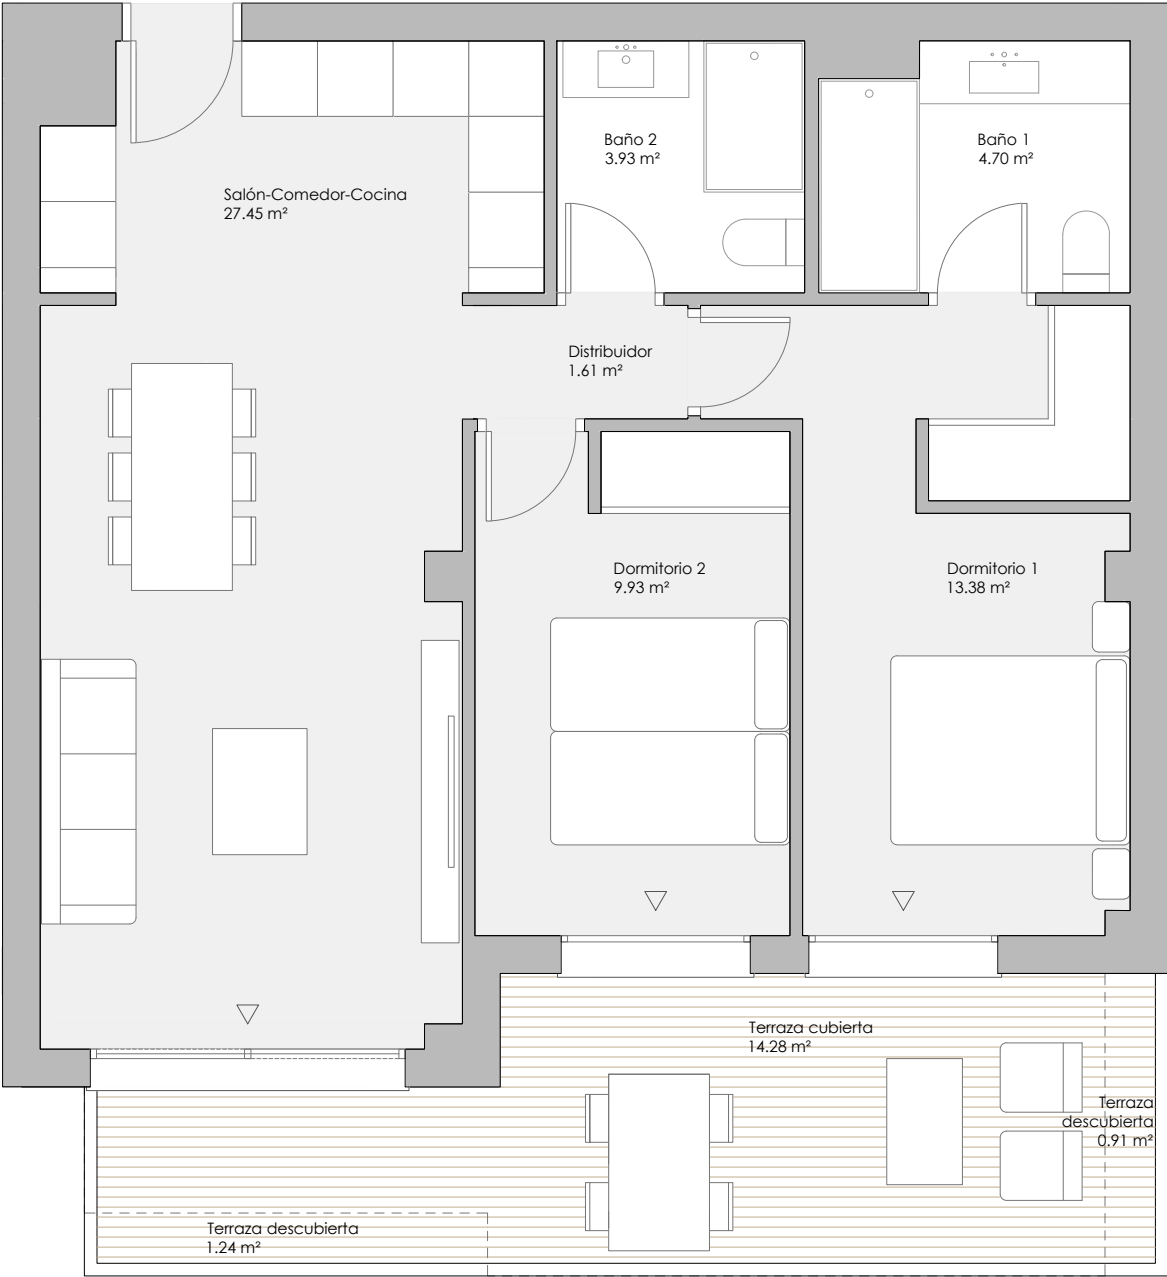 Baño 2
3.93 m²
Baño 1
4.70 m²
Salón-Comedor-Cocina
27.45 m²
Distribuidor
1.61 m²
Dormitorio 2
9.93 m²
Dormitorio 1
13.38 m²
Terraza cubierta
14.28 m²
Terraza
descubierta
0.91 m²
Terraza descubierta
1.24 m²